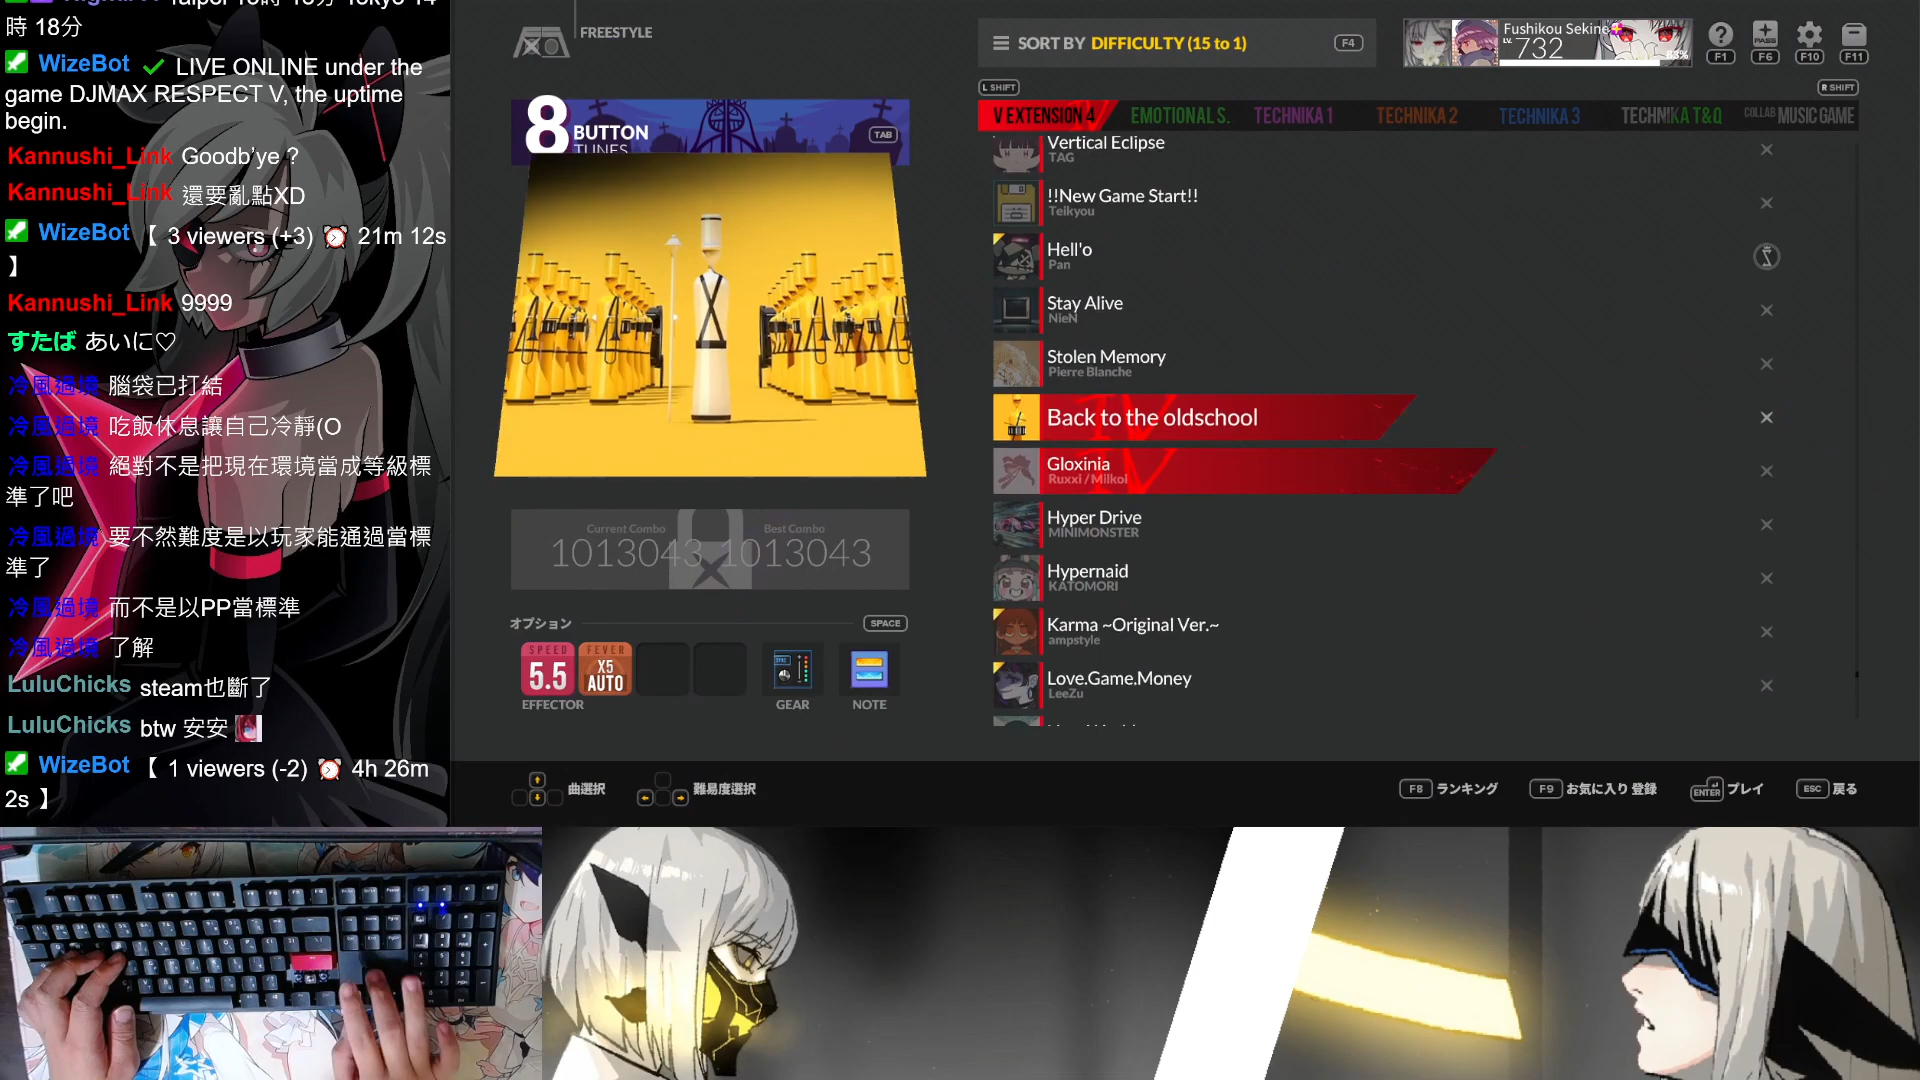 時 18分
WizeBot ✓ LIVE ONLINE under the
game DJMAX RESPECT V, the uptime
begin.
Kannushi_Link Goodb'ye ?
Kannushi_Link 還要亂點XD
WizeBot 【 3 viewers (+3) ⏰ 21m 12s
】
Kannushi_Link 9999
すたば あいに♡
冷風過境 腦袋已打結
冷風過境 吃飯休息讓自己冷靜(O
冷風過境 絕對不是把現在環境當成等級標
準了吧
冷風過境 要不然難度是以玩家能通過當標
準了
冷風過境 而不是以PP當標準
冷風過境 了解
LuluChicks steam也斷了
LuluChicks btw 安安
WizeBot 【 1 viewers (-2) ⏰ 4h 26m
2s 】
FREESTYLE
8 BUTTON
TUNES
TAB
Current Combo
1013043
Best Combo
1013043
オプション
SPACE
SPEED
5.5
FEVER
X5
AUTO
EFFECTOR
GEAR
NOTE
曲選択
難易度選択
SORT BY DIFFICULTY (15 to 1)
F4
Fushikou Sekine
LV. 732
83%
F1
PASS
F6
F10
F11
L SHIFT
R SHIFT
V EXTENSION 4
EMOTIONAL S.
TECHNIKA 1
TECHNIKA 2
TECHNIKA 3
TECHNIKA T&Q
COLLAB MUSIC GAME
Vertical Eclipse
TAG
!!New Game Start!!
Teikyou
Hell'o
Pan
Stay Alive
NieN
Stolen Memory
Pierre Blanche
Back to the oldschool
Gloxinia
Ruxxi / Milkoi
Hyper Drive
MINIMONSTER
Hypernaid
KATOMORI
Karma ~Original Ver.~
ampstyle
Love.Game.Money
LeeZu
F8 ランキング
F9 お気に入り 登録
ENTER プレイ
ESC 戻る